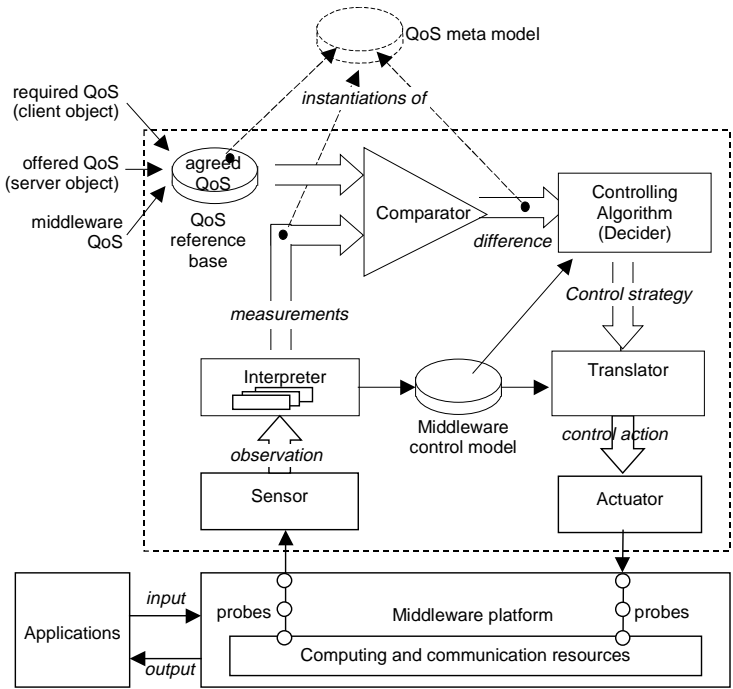 QoS meta model
instantiations of
required QoS
(client object)
offered QoS
(server object)
middleware
QoS
agreed
QoS
QoS
reference
base
Comparator
difference
Controlling
Algorithm
(Decider)
Control strategy
measurements
Interpreter
Middleware
control model
Translator
control action
observation
Sensor
Actuator
Applications
input
output
probes
Middleware platform
probes
Computing and communication resources